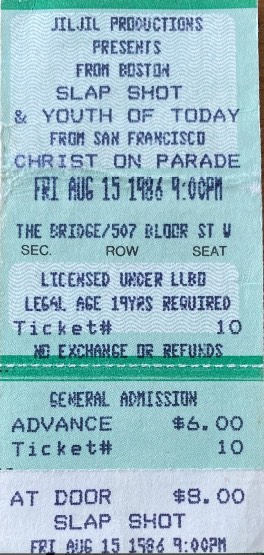 JILJIL PRODUCTIONS
PRESENTS
FROM BOSTON
SLAP SHOT
& YOUTH OF TODAY
FROM SAN FRANCISCO
CHRIST ON PARADE
FRI AUG 15 1986 9:00PM
THE BRIDGE/507 BLOOR ST W
SEC. ROW SEAT
LICENSED UNDER LLBO
LEGAL AGE 19YRS REQUIRED
Ticket# 10
NO EXCHANGE OR REFUNDS
GENERAL ADMISSION
ADVANCE $6.00
Ticket# 10
AT DOOR $8.00
SLAP SHOT
FRI AUG 15 1986 9:00PM